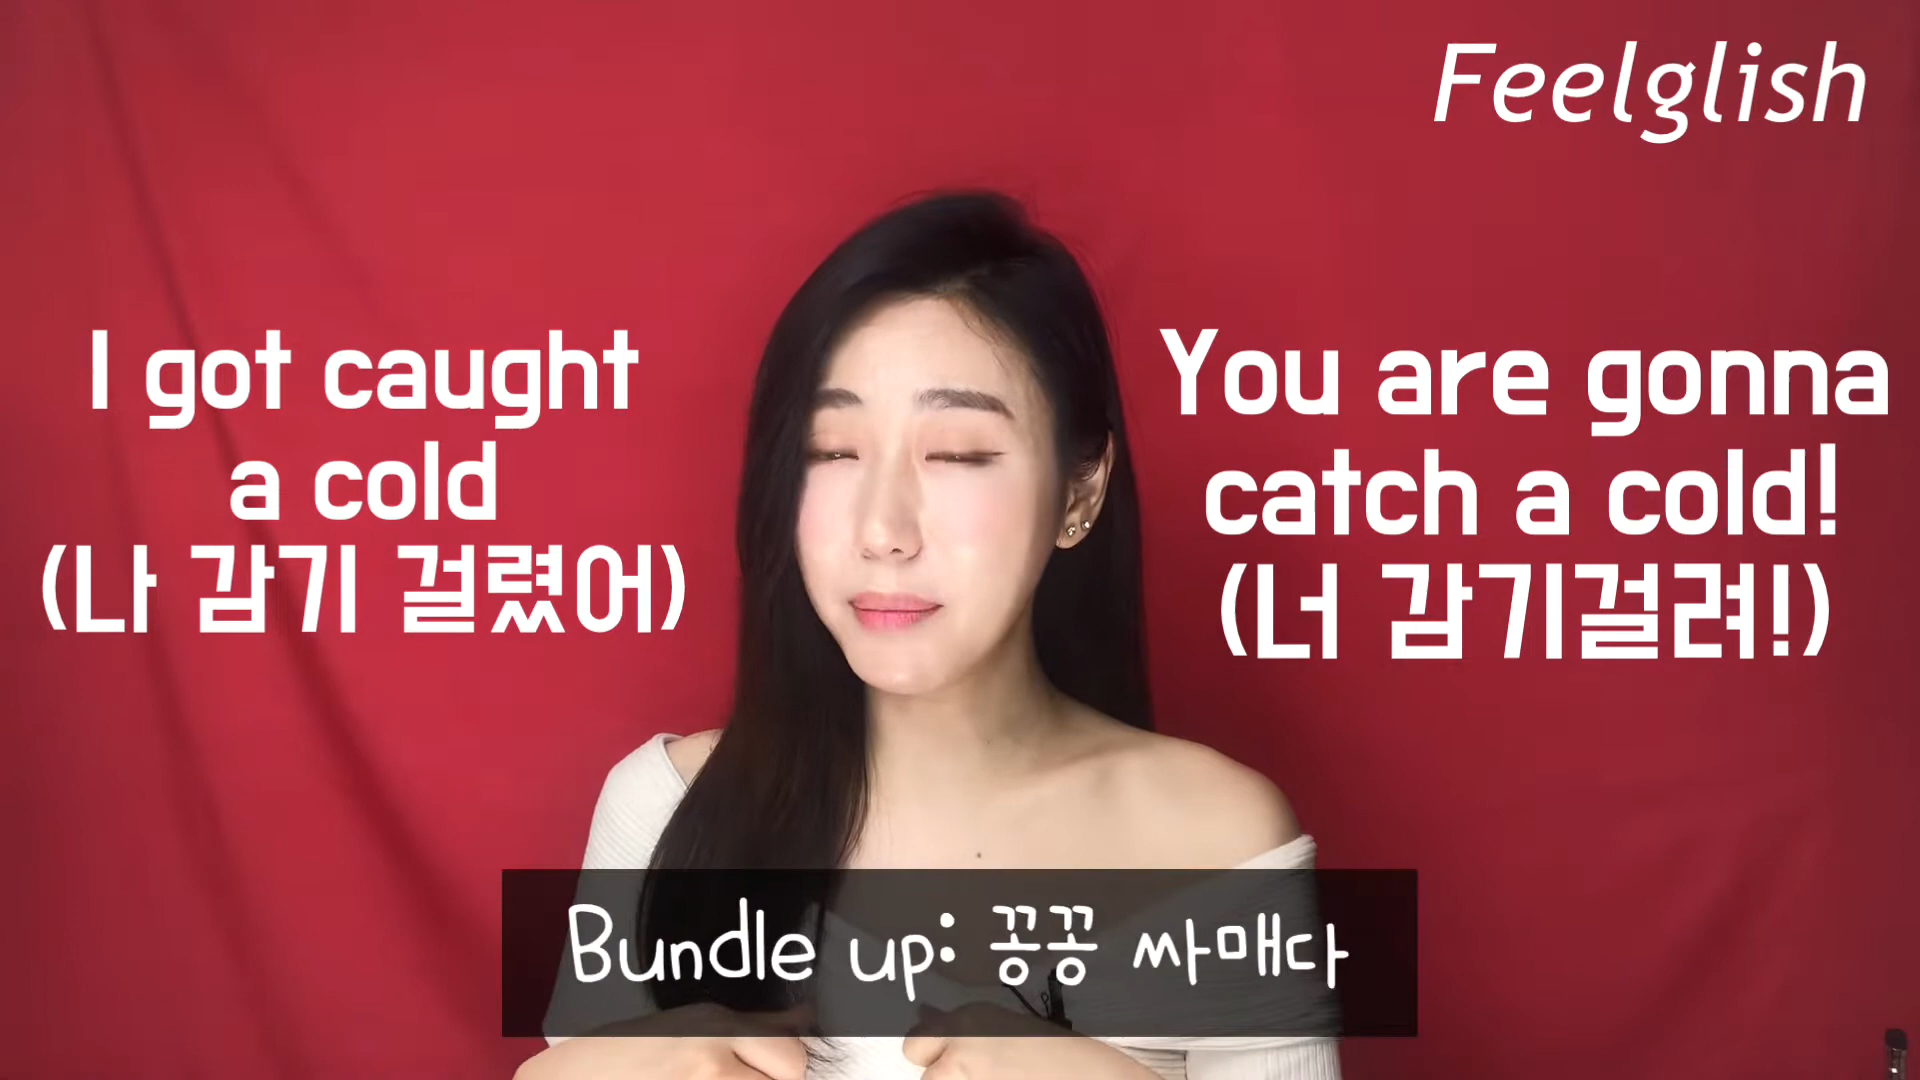 Feelglish
I got caught
a cold
(나 감기 걸렸어)
You are gonna
catch a cold!
(너 감기걸려!)
Bundle up: 꽁꽁 싸매다